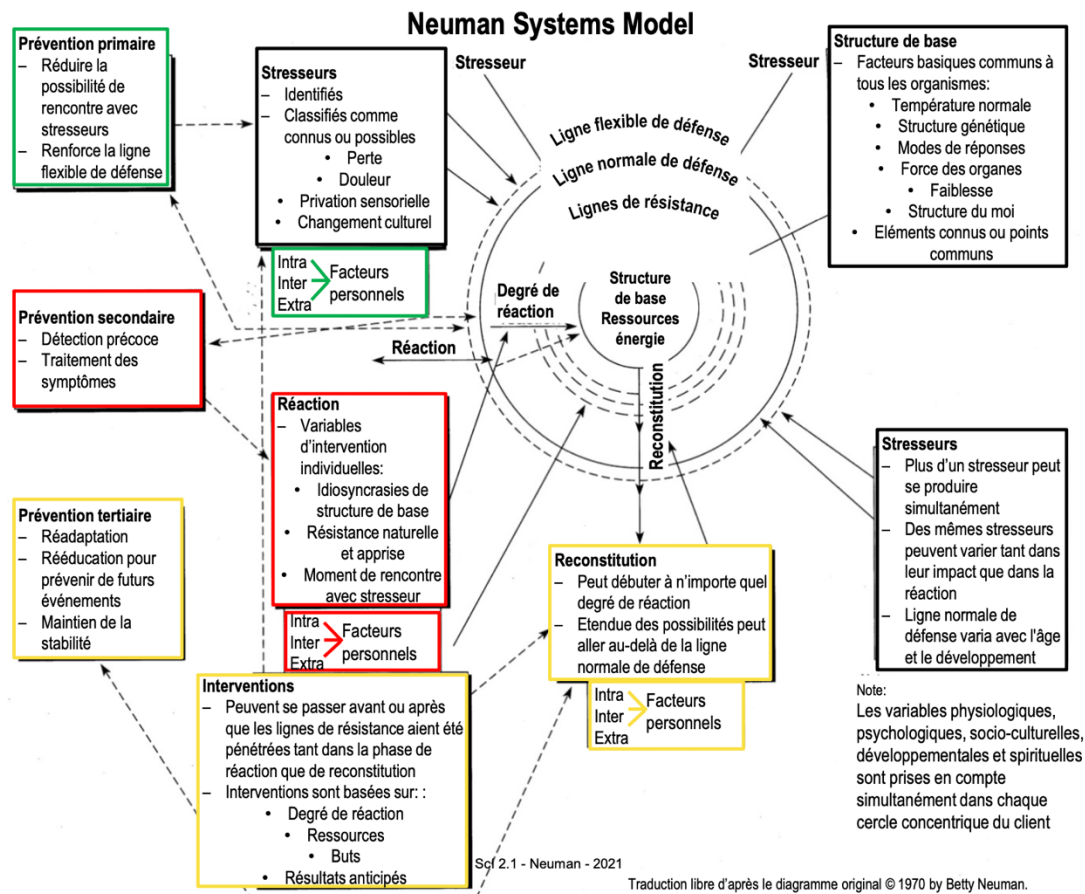 Neuman Systems Model
Prévention primaire
– Réduire la
possibilité de
rencontre avec
stresseurs
– Renforce la ligne
flexible de défense
Stresseurs
– Identifiés
– Classifiés comme
connus ou possibles
• Perte
• Douleur
• Privation sensorielle
• Changement culturel
Intra
Inter
Extra
Facteurs
personnels
Stresseur
Stresseur
Ligne flexible de défense
Ligne normale de défense
Lignes de résistance
Structure
de base
Ressources
énergie
Degré de
réaction
Réaction
Reconstitution
Structure de base
– Facteurs basiques communs à
tous les organismes:
• Température normale
• Structure génétique
• Modes de réponses
• Force des organes
• Faiblesse
• Structure du moi
• Eléments connus ou points
communs
Prévention secondaire
– Détection précoce
– Traitement des
symptômes
Réaction
– Variables
d’intervention
individuelles:
• Idiosyncrasies de
structure de base
• Résistance naturelle
et apprise
• Moment de rencontre
avec stresseur
Intra
Inter
Extra
Facteurs
personnels
Stresseurs
– Plus d’un stresseur peut
se produire
simultanément
– Des mêmes stresseurs
peuvent varier tant dans
leur impact que dans la
réaction
– Ligne normale de
défense varia avec l'âge
et le développement
Prévention tertiaire
– Réadaptation
– Rééducation pour
prévenir de futurs
événements
– Maintien de la
stabilité
Reconstitution
– Peut débuter à n’importe quel
degré de réaction
– Etendue des possibilités peut
aller au-delà de la ligne
normale de défense
Intra
Inter
Extra
Facteurs
personnels
Interventions
– Peuvent se passer avant ou après
que les lignes de résistance aient été
pénétrées tant dans la phase de
réaction que de reconstitution
– Interventions sont basées sur: :
• Degré de réaction
• Ressources
• Buts
• Résultats anticipés
Note:
Les variables physiologiques,
psychologiques, socio-culturelles,
développementales et spirituelles
sont prises en compte
simultanément dans chaque
cercle concentrique du client
ScI 2.1 - Neuman - 2021
Traduction libre d’après le diagramme original © 1970 by Betty Neuman.